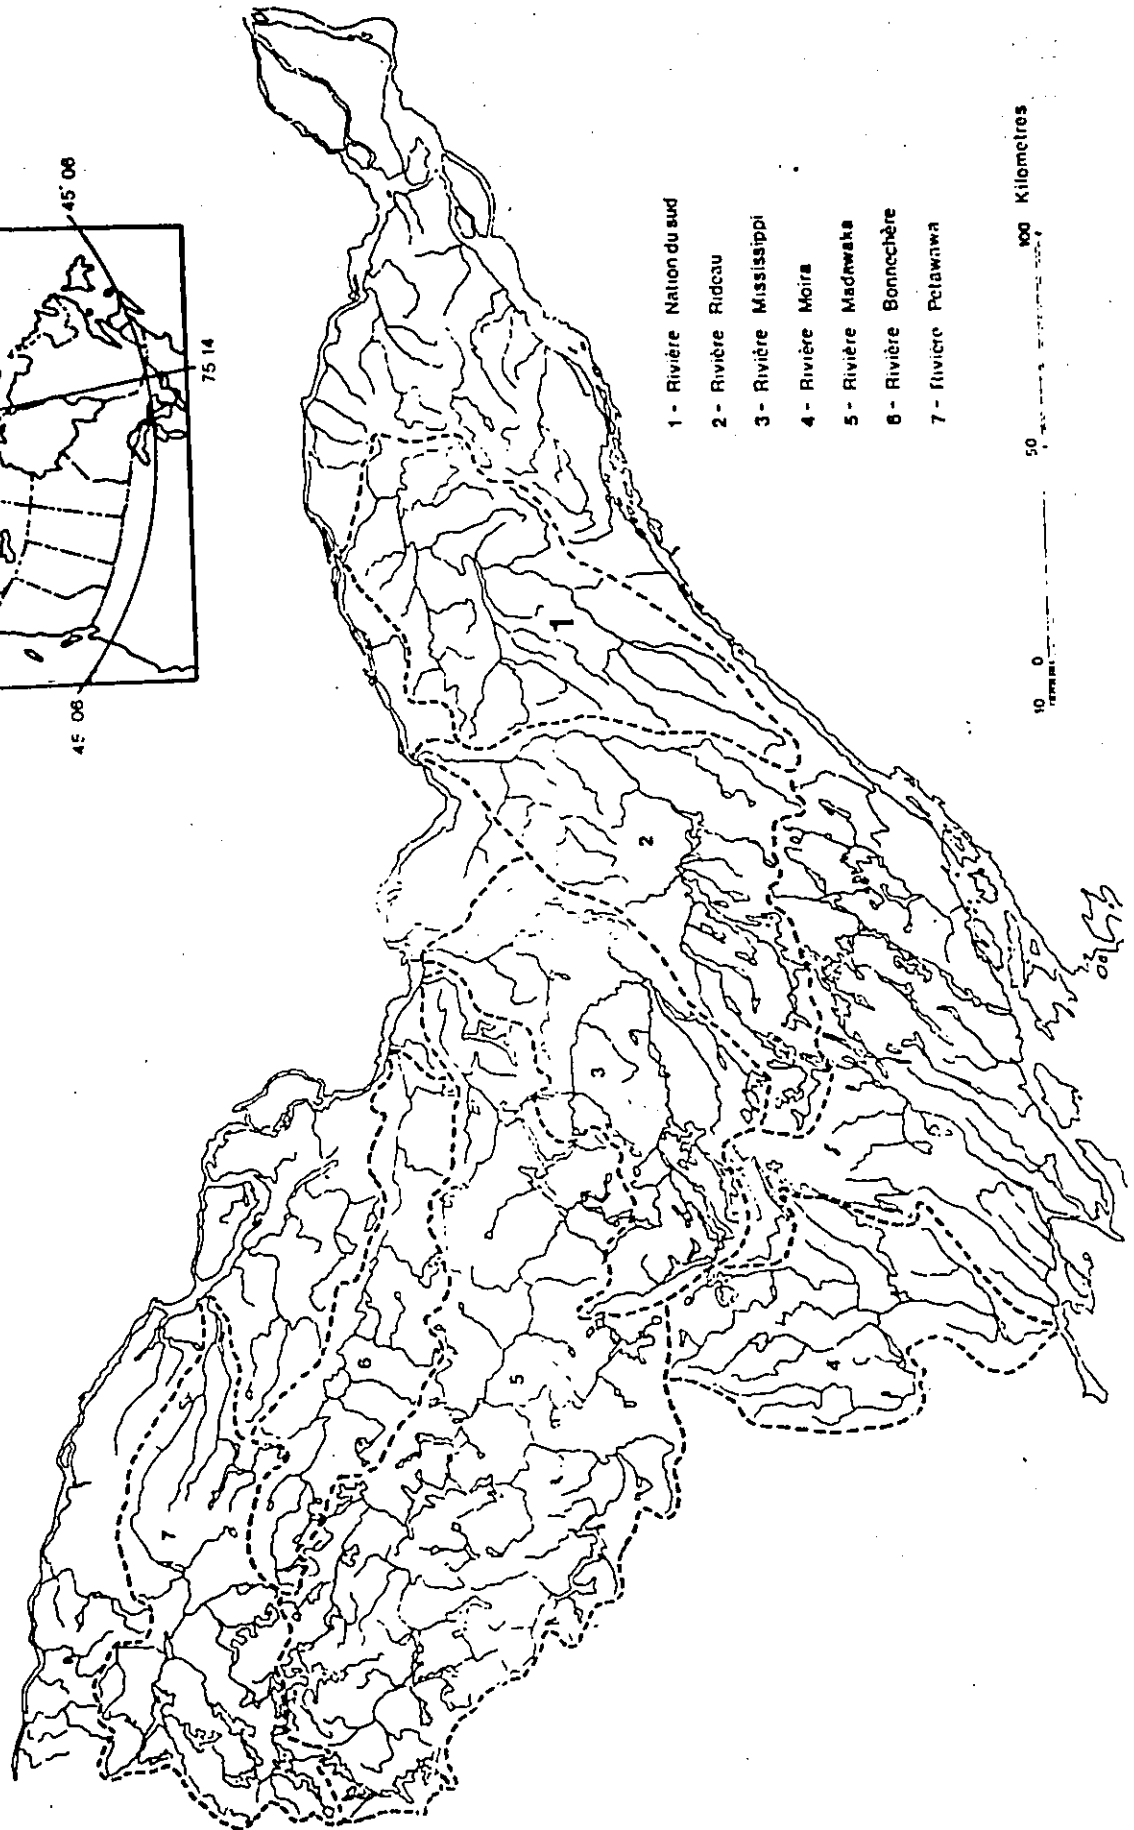 45° 06
45 06
75 14
1 - Rivière Nation du sud
2 - Rivière Rideau
3 - Rivière Mississippi
4 - Rivière Moira
5 - Rivière Madawaka
6 - Rivière Bonnechère
7 - Rivière Petawawa
10 0 50 100 Kilometres
1
2
3
4
5
6
7